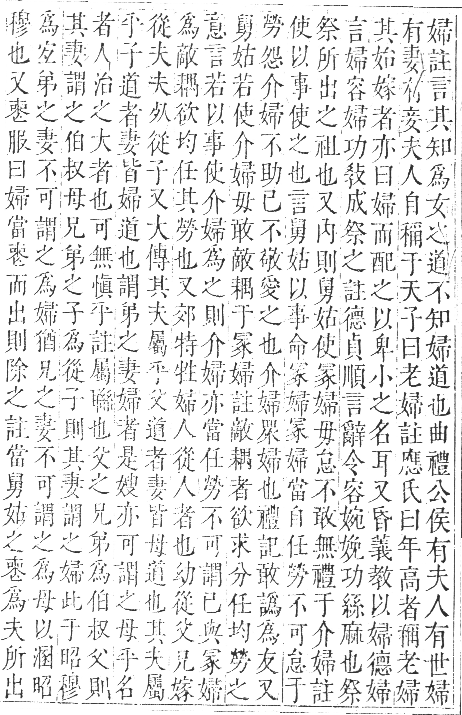 婦註言其知為女之道不知婦道也曲禮公侯有夫人有世婦
有妻有妾夫人自稱于天子曰老婦註應氏曰年高者稱老婦
其始嫁者亦曰婦而配之以卑小之名耳又昏義教以婦德婦
言婦容婦功教成祭之註德貞順言辭令容婉娩功絲麻也祭
祭所出之祖也又內則舅姑使冢婦毋怠不敢無禮于介婦註
使以事使之也言舅姑以事命冢婦冢婦當自任勞不可怠于
勞怨介婦不助已不敬愛之也介婦衆婦也禮記敢譌為友又
舅姑若使介婦毋敢敵耦于冢婦註敵耦者欲求分任均勞之
意言若以事使介婦為之則介婦亦當任勞不可謂已與冢婦
為敵耦欲均任其勞也又郊特牲婦人從人者也幼從父兄嫁
從夫夫死從子又大傳其夫屬乎父道者妻皆母道也其夫屬
乎子道者妻皆婦道也謂弟之妻婦者是嫂亦可謂之母乎名
者人治之大者也可無慎乎註屬聮也父之兄弟為伯叔父則
其妻謂之伯叔母兄弟之子為從子則其妻謂之婦此于昭穆
為宐弟之妻不可謂之為婦猶兄之妻不可謂之為母以溷昭
穆也又䘮服曰婦當䘮而出則除之註當舅姑之䘮為夫所出